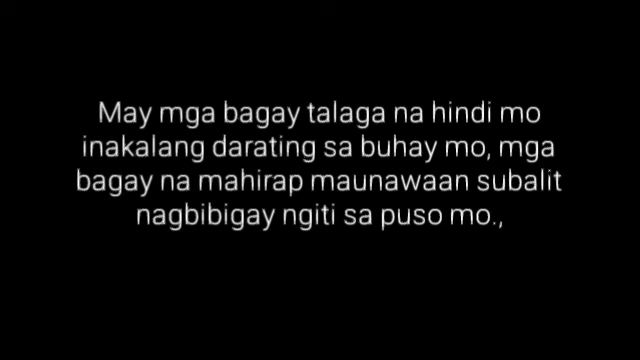 May mga bagay talaga na hindi mo
inakalang darating sa buhay mo, mga
bagay na mahirap maunawaan subalit
nagbibigay ngiti sa puso mo.,